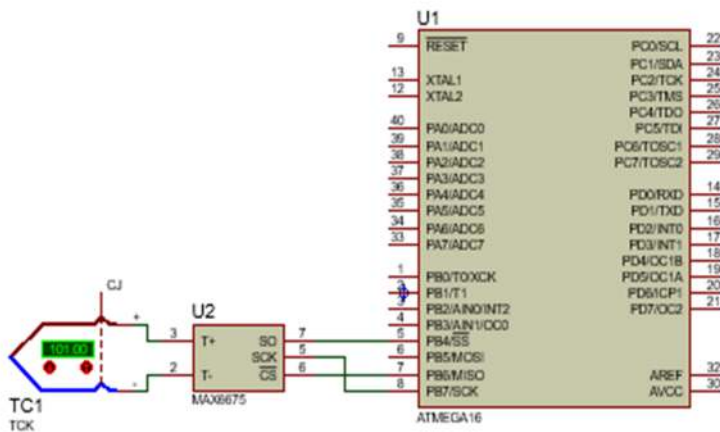 U1
9 RESET PC0/SCL 22
PC1/SDA 23
13 XTAL1 PC2/TCK 24
12 XTAL2 PC3/TMS 25
PC4/TDO 26
40 PA0/ADC0 PC5/TDI 27
39 PA1/ADC1 PC6/TOSC1 28
38 PA2/ADC2 PC7/TOSC2 29
37 PA3/ADC3
36 PA4/ADC4 PD0/RXD 14
35 PA5/ADC5 PD1/TXD 15
34 PA6/ADC6 PD2/INT0 16
33 PA7/ADC7 PD3/INT1 17
PD4/OC1B 18
1 PB0/T0/XCK PD5/OC1A 19
2 PB1/T1 PD6/ICP1 20
3 PB2/AIN0/INT2 PD7/OC2 21
4 PB3/AIN1/OC0
5 PB4/SS
6 PB5/MOSI
7 PB6/MISO AREF 32
8 PB7/SCK AVCC 30
ATMEGA16
CJ
U2
+
3 T+ SO 7
SCK 5
2 T- CS 6
-
MAX6675
101.00
TC1
TCK